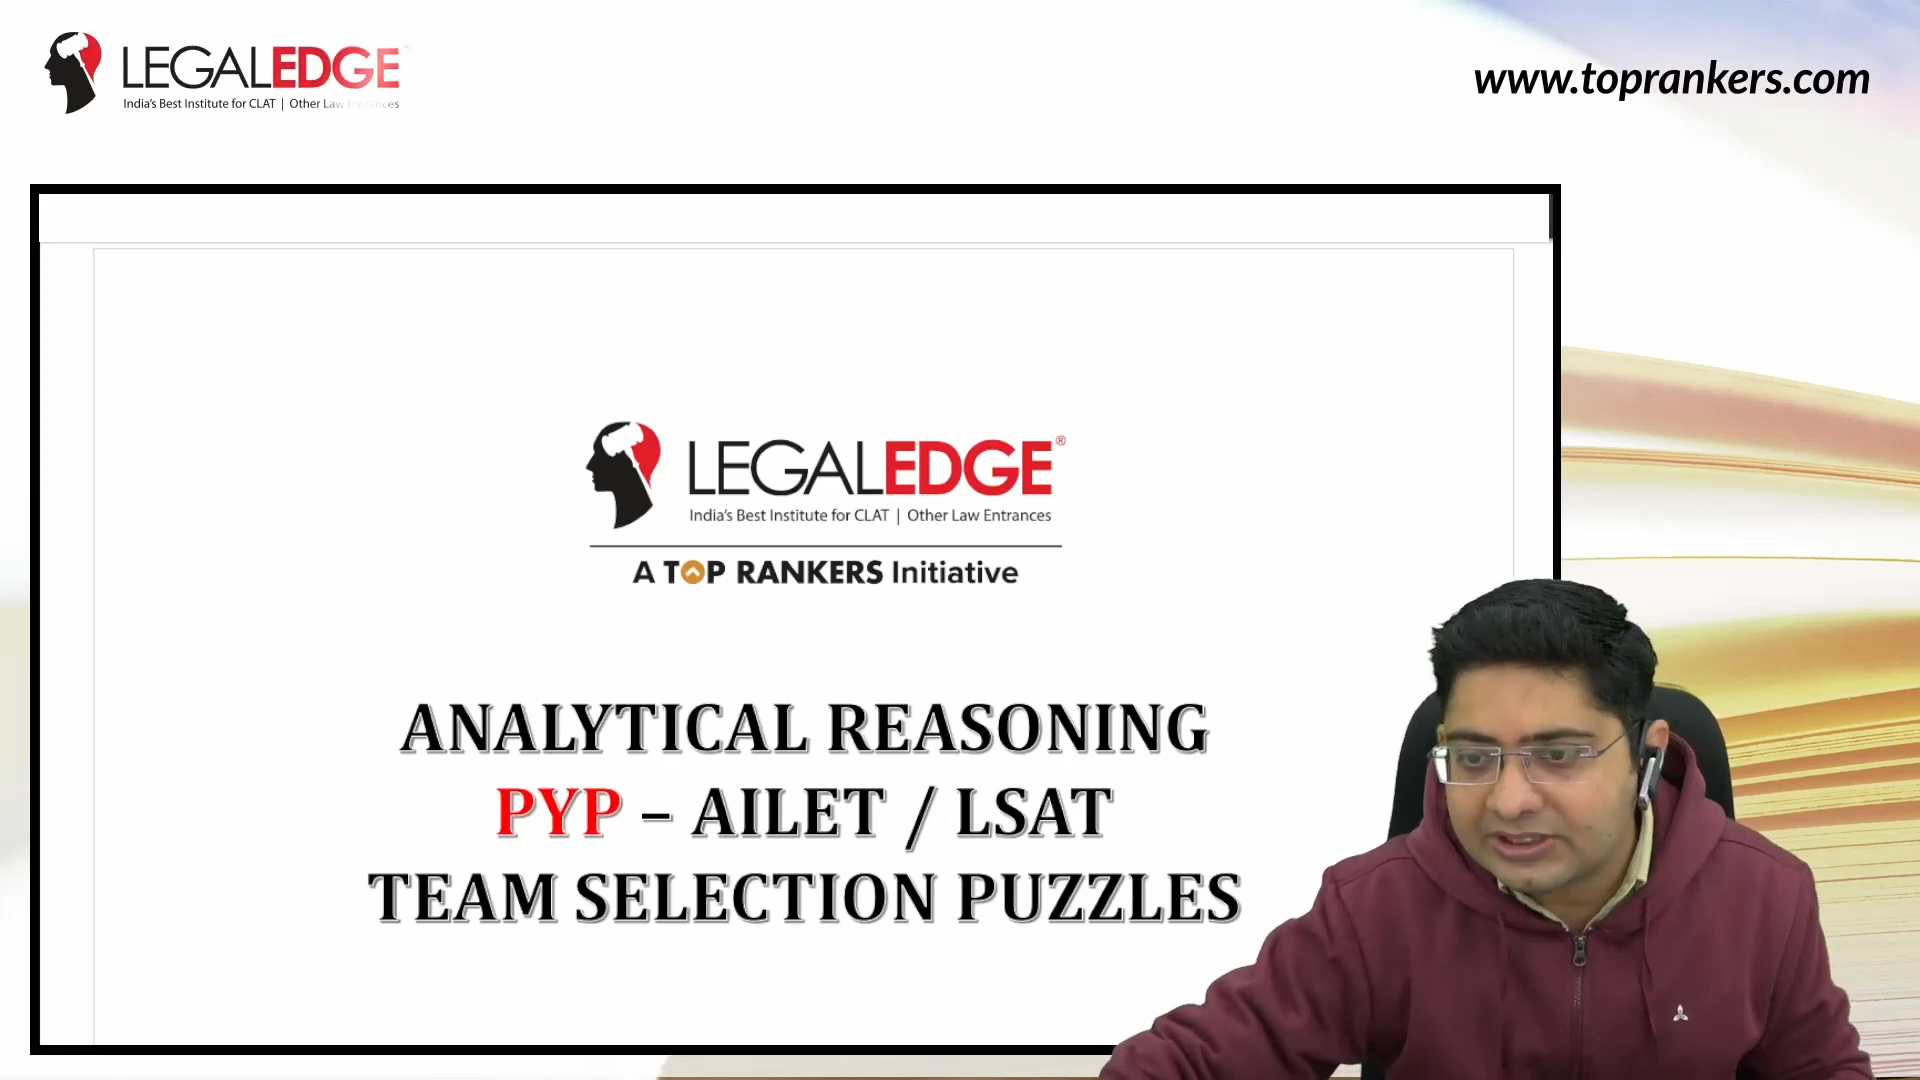 LEGALEDGE
India's Best Institute for CLAT | Other Law Entrances
www.toprankers.com
LEGALEDGE®
India's Best Institute for CLAT | Other Law Entrances
A TOP RANKERS Initiative
ANALYTICAL REASONING
PYP – AILET / LSAT
TEAM SELECTION PUZZLES